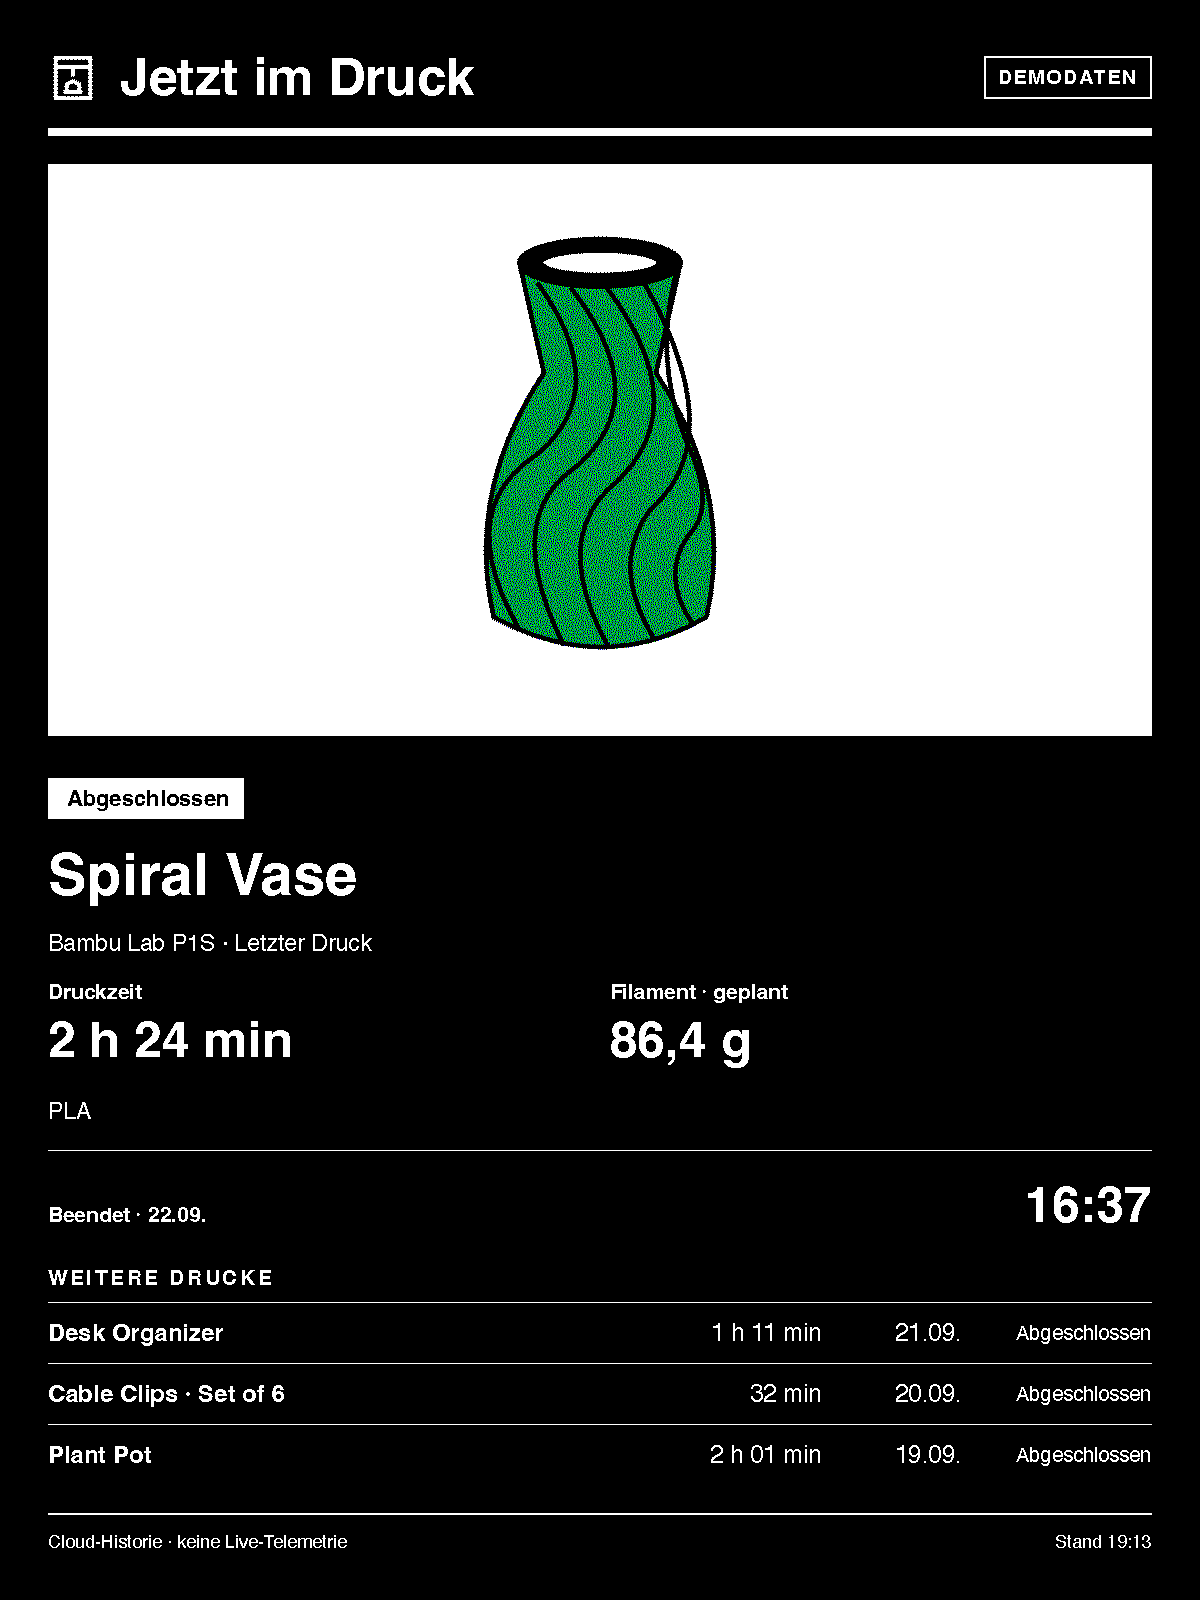 Jetzt im Druck
DEMODATEN
Abgeschlossen
Spiral Vase
Bambu Lab P1S · Letzter Druck
Druckzeit
2 h 24 min
Filament · geplant
86,4 g
PLA
Beendet · 22.09.
16:37
WEITERE DRUCKE
Desk Organizer 1 h 11 min 21.09. Abgeschlossen
Cable Clips · Set of 6 32 min 20.09. Abgeschlossen
Plant Pot 2 h 01 min 19.09. Abgeschlossen
Cloud-Historie · keine Live-Telemetrie
Stand 19:13